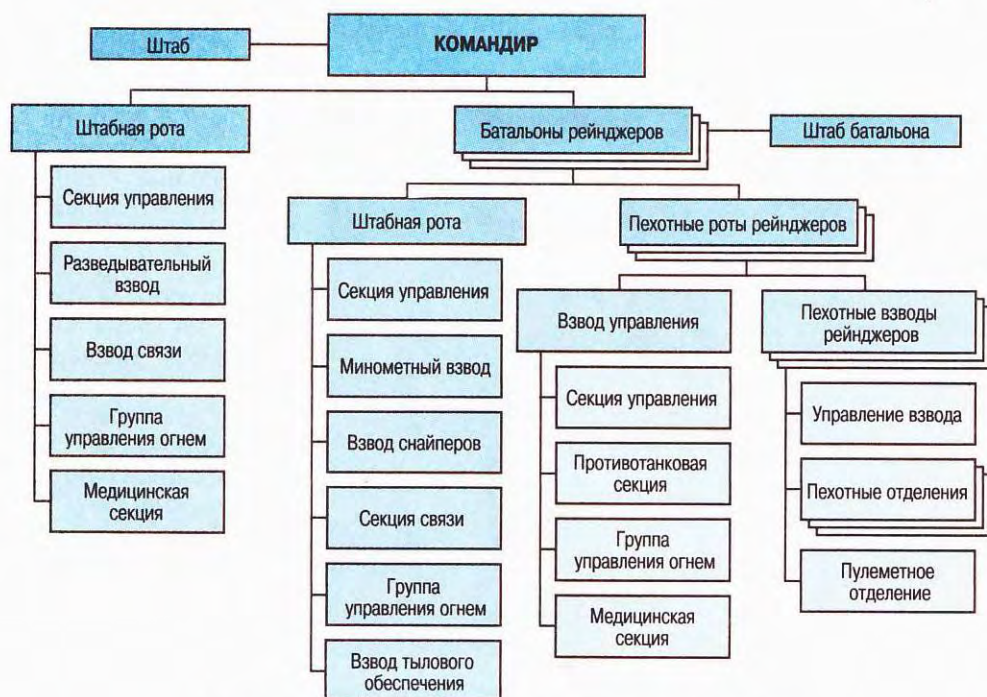 Штаб
КОМАНДИР
Штабная рота
Батальоны рейнджеров
Штаб батальона
Секция управления
Разведывательный
взвод
Взвод связи
Группа
управления огнем
Медицинская
секция
Штабная рота
Пехотные роты рейнджеров
Секция управления
Минометный взвод
Взвод снайперов
Секция связи
Группа
управления огнем
Взвод тылового
обеспечения
Взвод управления
Секция управления
Противотанковая
секция
Группа
управления огнем
Медицинская
секция
Пехотные взводы
рейнджеров
Управление взвода
Пехотные отделения
Пулеметное
отделение